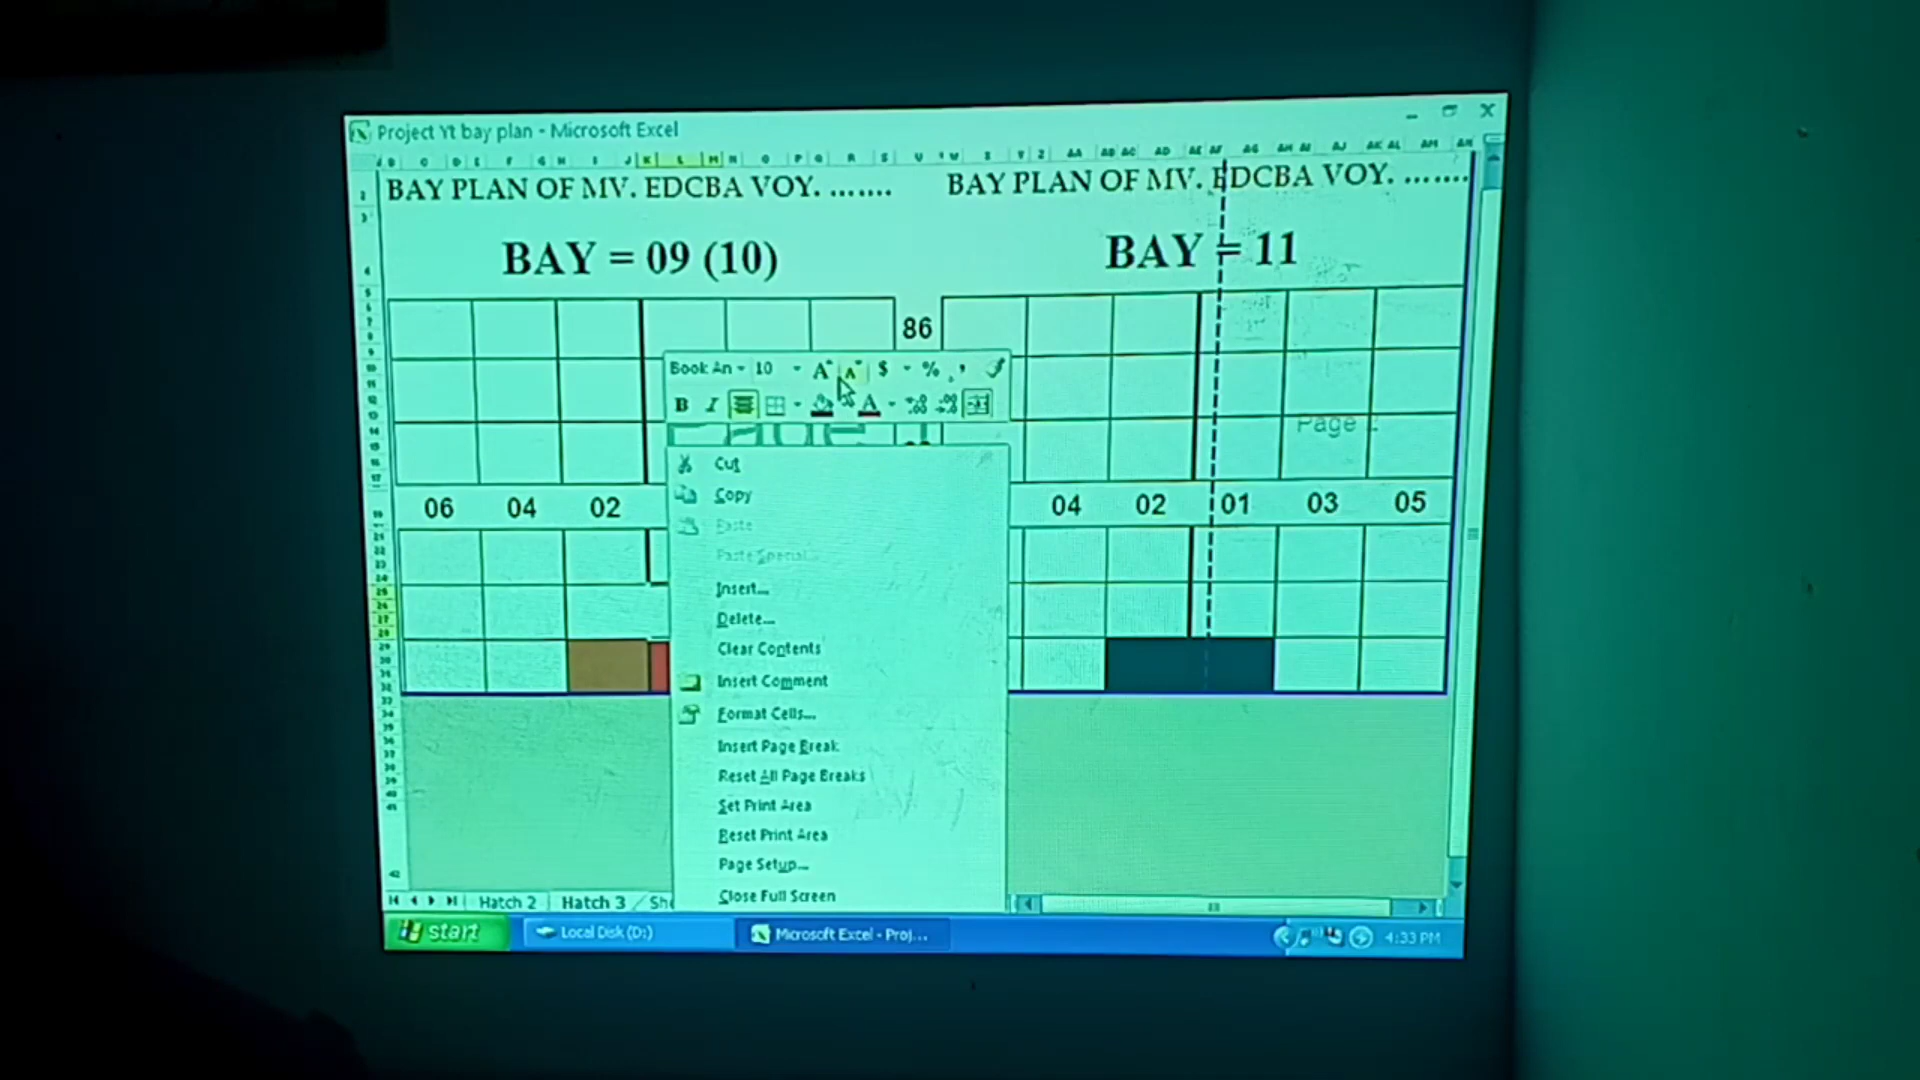 Project Yt bay plan - Microsoft Excel
BAY PLAN OF MV. EDCBA VOY. .......
BAY PLAN OF MV. EDCBA VOY. .......
BAY = 09 (10)
BAY = 11
86
Book An 10 A A $ % ,
B I A
Page
Cut
Copy
Paste
Paste Special...
Insert...
Delete...
Clear Contents
Insert Comment
Format Cells...
Insert Page Break
Reset All Page Breaks
Set Print Area
Reset Print Area
Page Setup...
Close Full Screen
06 04 02
04 02 01 03 05
Hatch 2 Hatch 3 She
start Local Disk (D:) Microsoft Excel - Proj... 4:33 PM